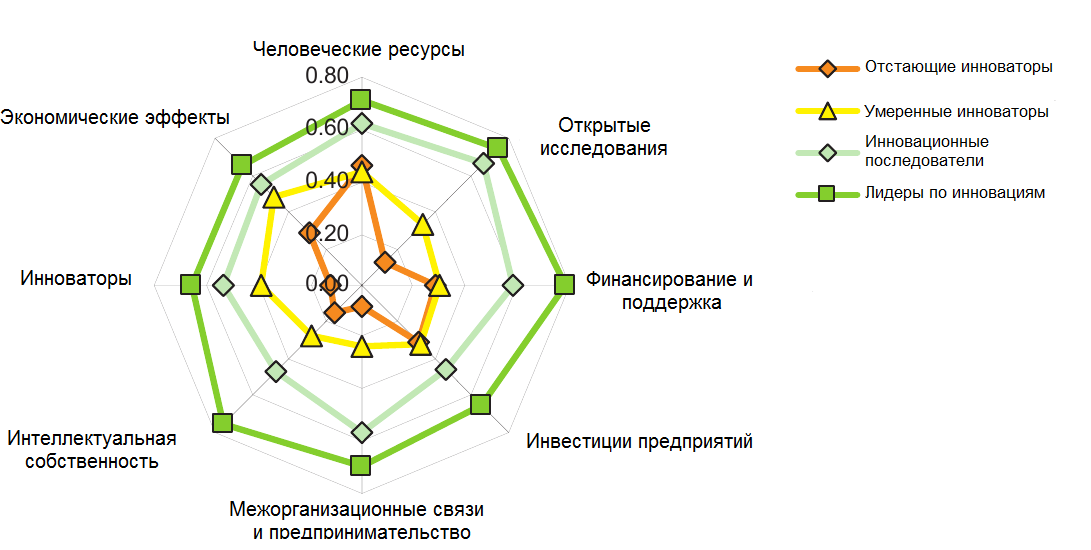 Человеческие ресурсы
0.80
0.60
0.40
0.20
0.00
Открытые
исследования
Финансирование и
поддержка
Инвестиции предприятий
Межорганизационные связи
и предпринимательство
Интеллектуальная
собственность
Инноваторы
Экономические эффекты
Отстающие инноваторы
Умеренные инноваторы
Инновационные
последователи
Лидеры по инновациям